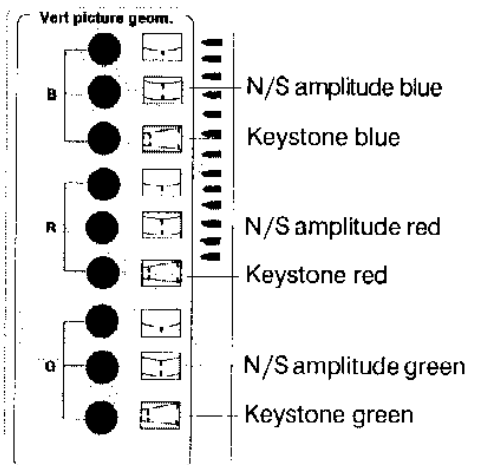 Vert picture geom.
B
N/S amplitude blue
Keystone blue
R
N/S amplitude red
Keystone red
G
N/S amplitude green
Keystone green